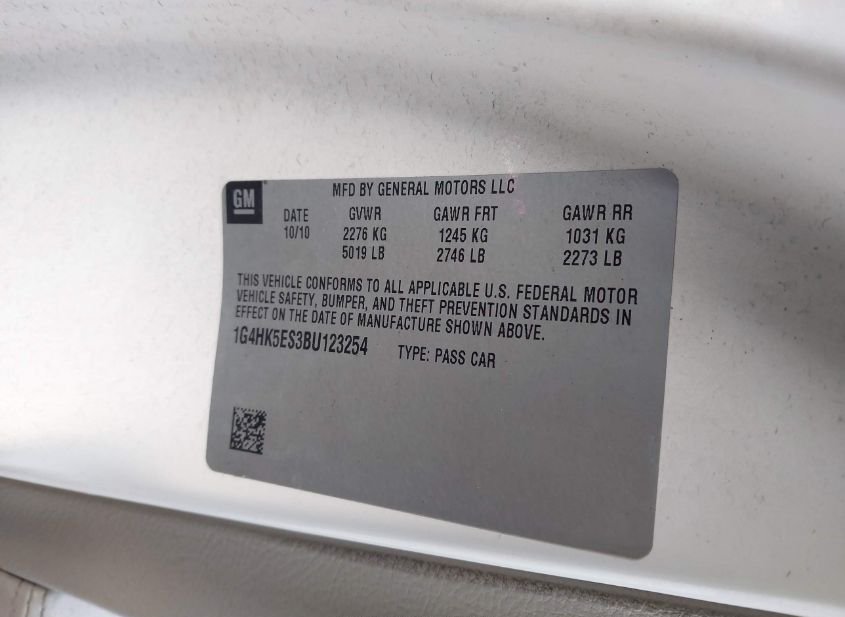 GM
MFD BY GENERAL MOTORS LLC
DATE GVWR GAWR FRT GAWR RR
10/10 2276 KG 1245 KG 1031 KG
5019 LB 2746 LB 2273 LB
THIS VEHICLE CONFORMS TO ALL APPLICABLE U.S. FEDERAL MOTOR
VEHICLE SAFETY, BUMPER, AND THEFT PREVENTION STANDARDS IN
EFFECT ON THE DATE OF MANUFACTURE SHOWN ABOVE.
1G4HK5ES3BU123254 TYPE: PASS CAR